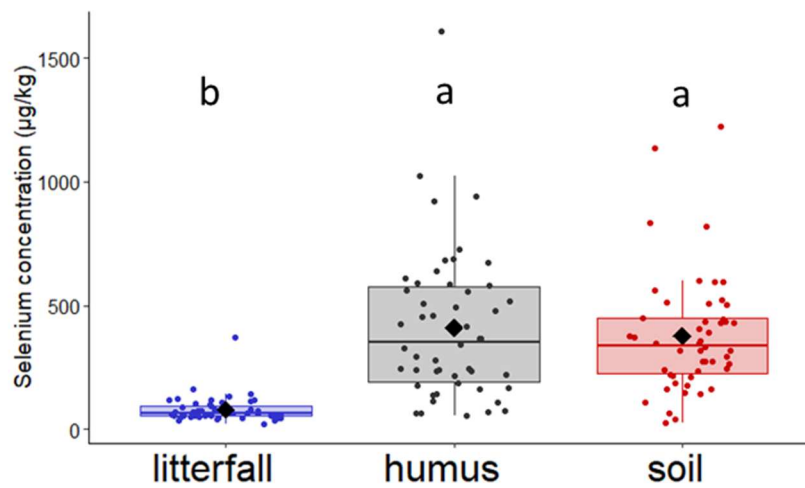 Selenium concentration (µg/kg)
1500
1000
500
0
b
a
a
litterfall
humus
soil